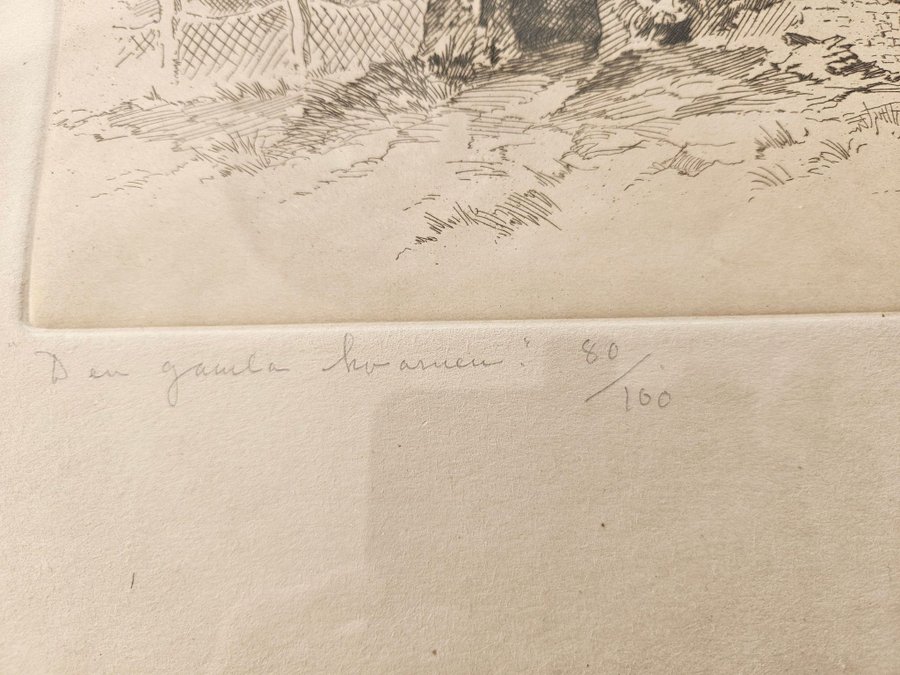 Den gamla kvarnen" 80/100